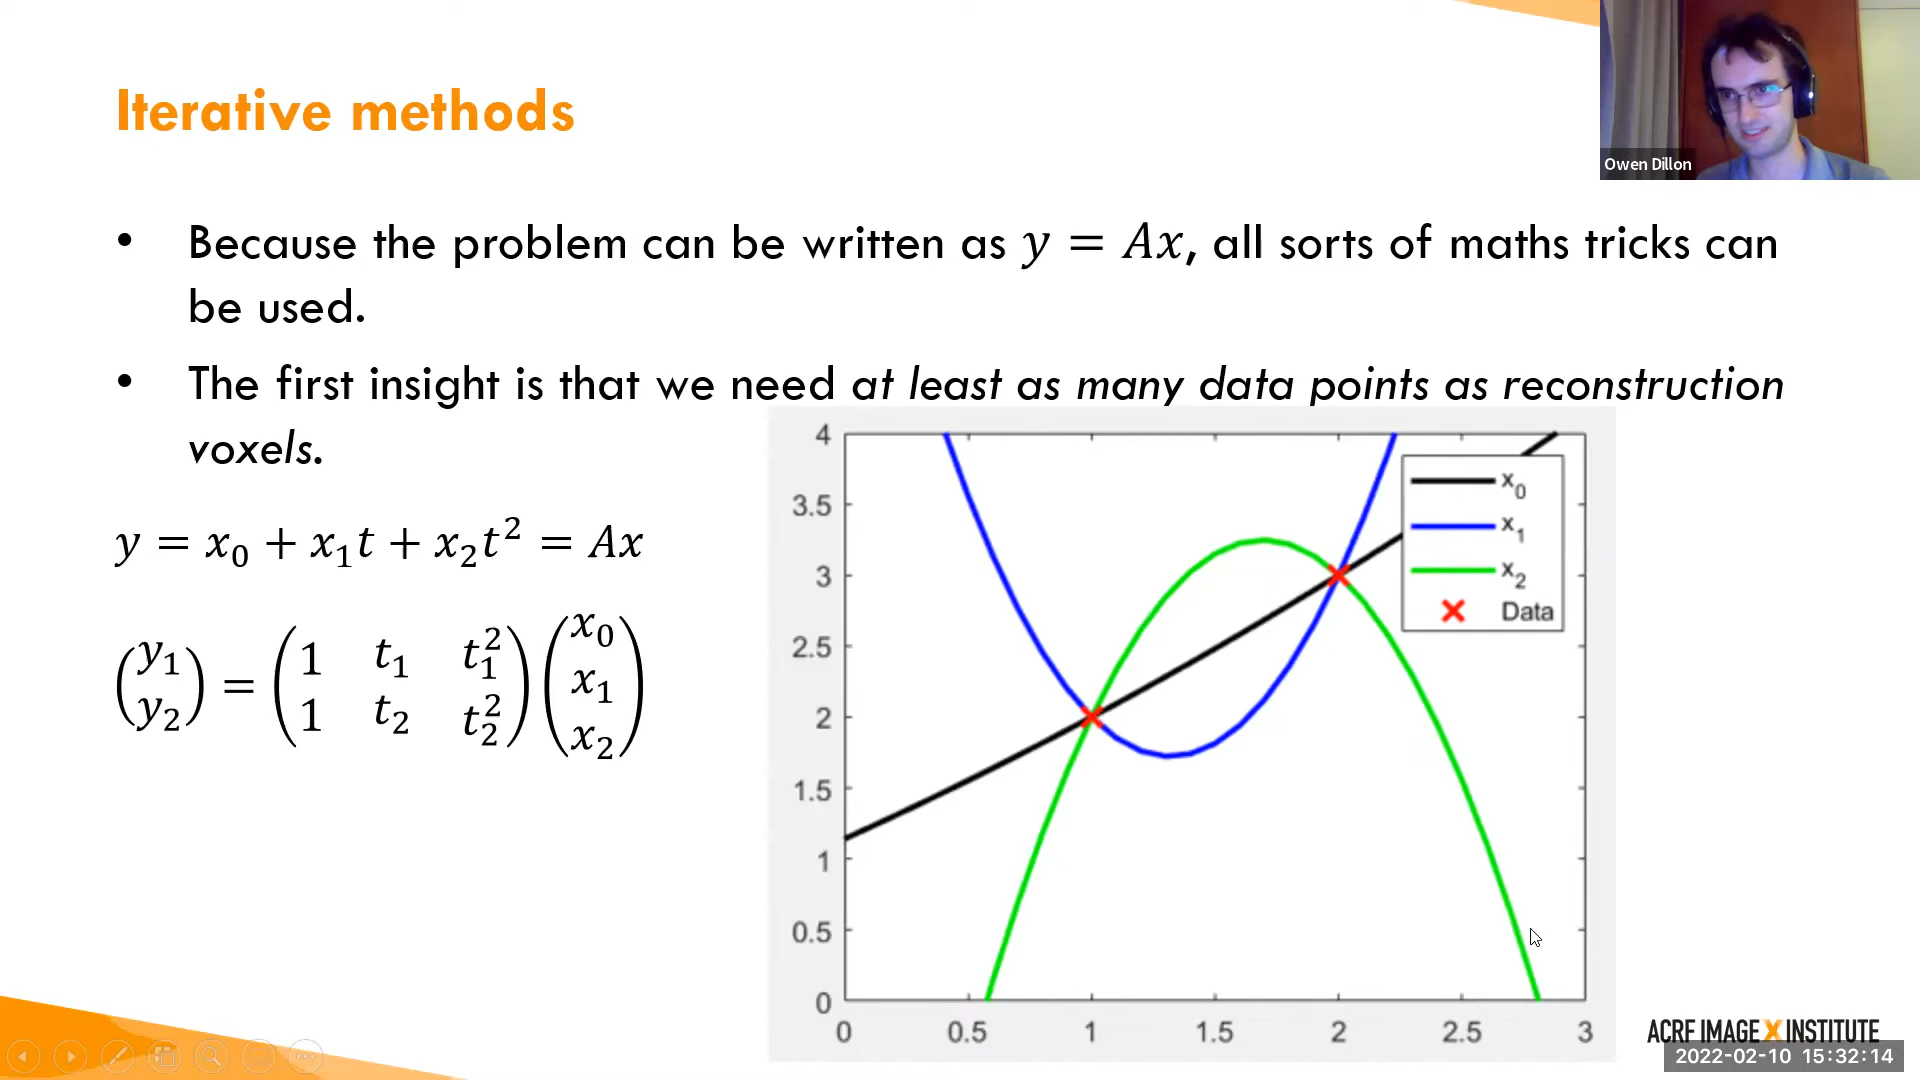 Iterative methods
Owen Dillon
• Because the problem can be written as y = Ax, all sorts of maths tricks can
be used.
• The first insight is that we need at least as many data points as reconstruction
voxels.
y = x₀ + x₁t + x₂t² = Ax
(y₁ y₂) = (1 t₁ t₁² 1 t₂ t₂²)(x₀ x₁ x₂)
4
3.5
3
2.5
2
1.5
1
0.5
0
0 0.5 1 1.5 2 2.5 3
x₀
x₁
x₂
Data
ACRF IMAGE X INSTITUTE
2022-02-10 15:32:14